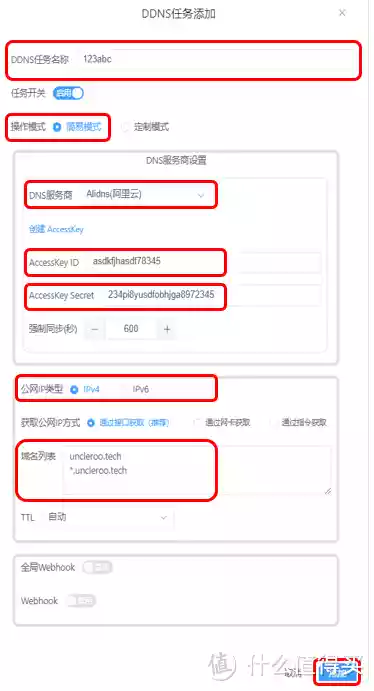 DDNS任务添加
DDNS任务名称 123abc
任务开关 启用
操作模式 简易模式 定制模式
DNS服务商设置
DNS服务商 Alidns(阿里云)
创建 AccessKey
AccessKey ID asdkfjhasdf78345
AccessKey Secret 234pi8yusdfobhjga8972345
强制同步(秒) − 600 +
公网IP类型 IPv4 IPv6
获取公网IP方式 通过接口获取（推荐） 通过网卡获取 通过指令获取
域名列表 uncleroo.tech
*.uncleroo.tech
TTL 自动
全局Webhook
Webhook
取消
值 什么值得买